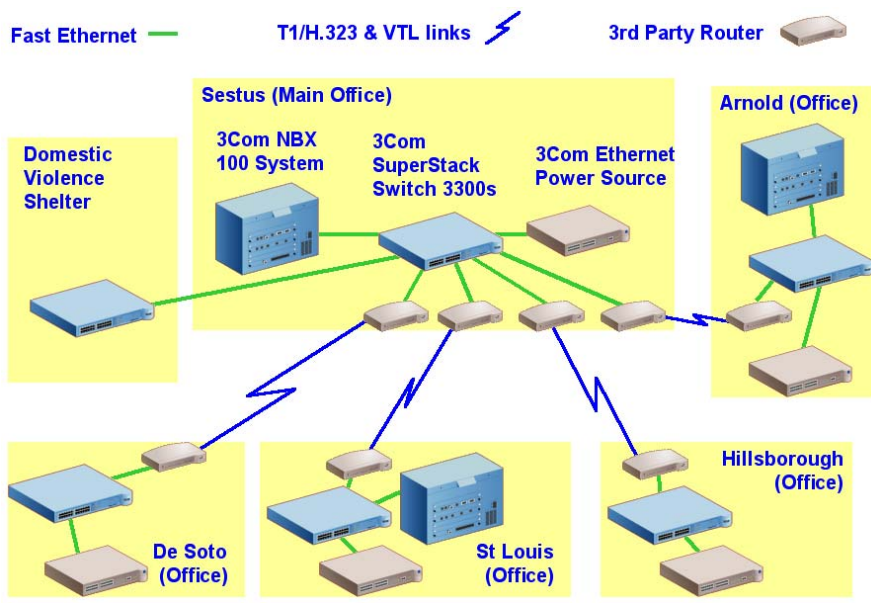 Fast Ethernet
T1/H.323 & VTL links
3rd Party Router
Sestus (Main Office)
Arnold (Office)
Domestic
Violence
Shelter
3Com NBX
100 System
3Com
SuperStack
Switch 3300s
3Com Ethernet
Power Source
De Soto
(Office)
St Louis
(Office)
Hillsborough
(Office)